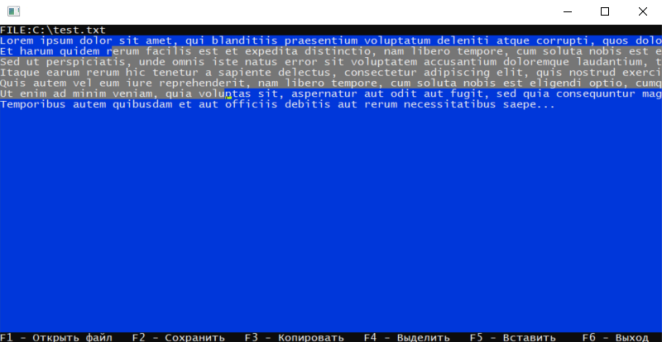 FILE:C:\test.txt
Lorem ipsum dolor sit amet, qui blanditiis praesentium voluptatum deleniti atque corrupti, quos dolo
Et harum quidem rerum facilis est et expedita distinctio, nam libero tempore, cum soluta nobis est e
Sed ut perspiciatis, unde omnis iste natus error sit voluptatem accusantium doloremque laudantium, t
Itaque earum rerum hic tenetur a sapiente delectus, consectetur adipiscing elit, quis nostrud exerci
Quis autem vel eum iure reprehenderit, nam libero tempore, cum soluta nobis est eligendi optio, cumq
Ut enim ad minim veniam, quia voluntas sit, aspernatur aut odit aut fugit, sed quia consequuntur mag
Temporibus autem quibusdam et aut officiis debitis aut rerum necessitatibus saepe...
F1 - Открыть файл F2 - Сохранить F3 - Копировать F4 - Выделить F5 - Вставить F6 - Выход